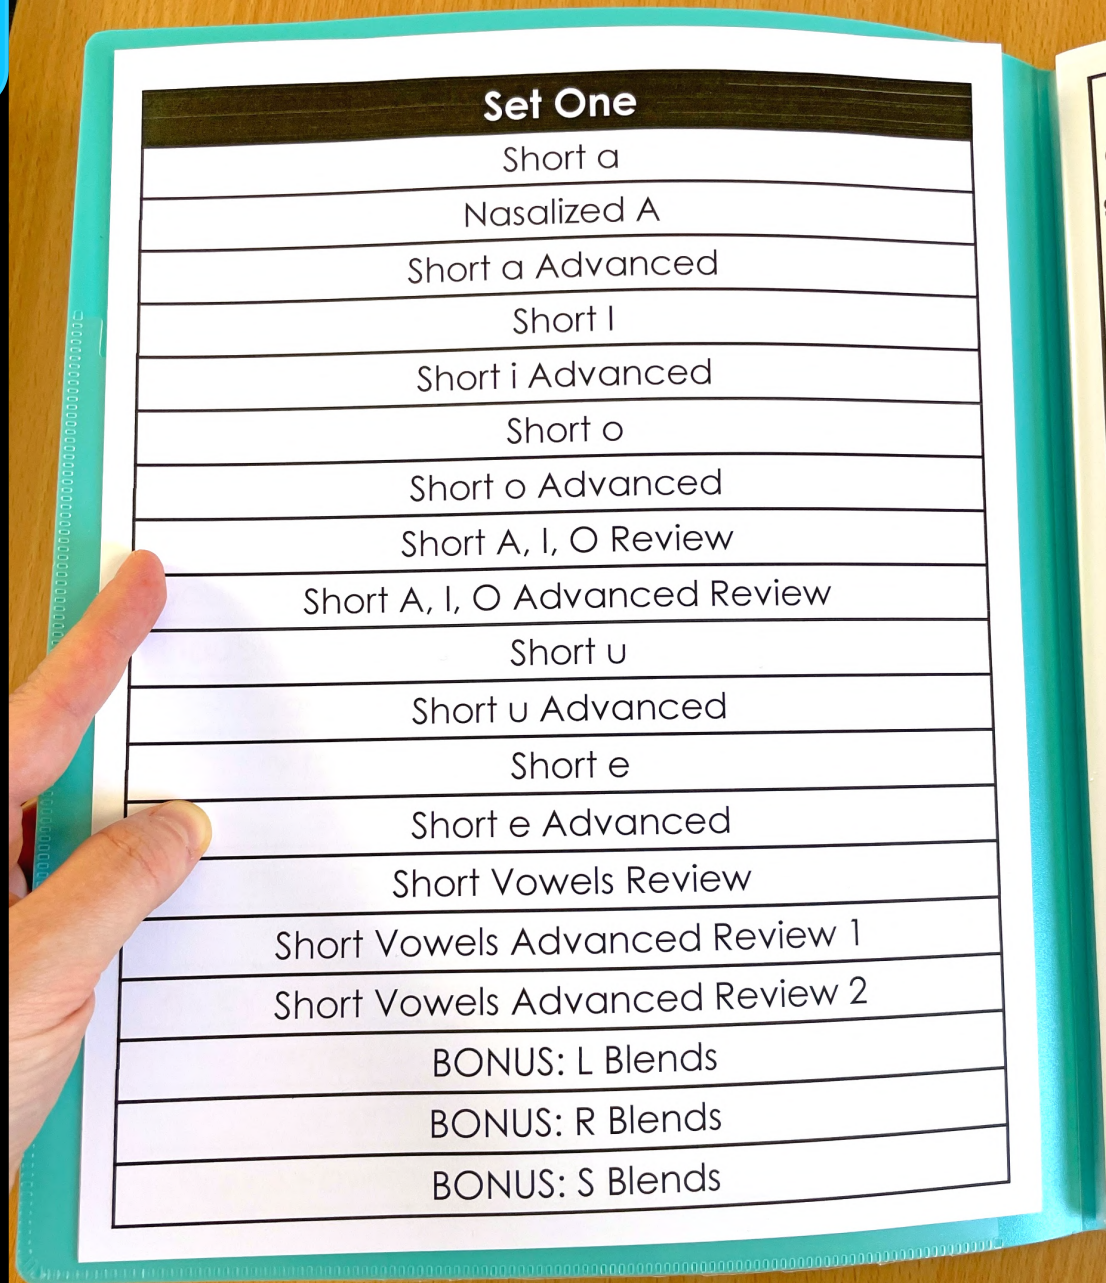 Set One
Short a
Nasalized A
Short a Advanced
Short I
Short i Advanced
Short o
Short o Advanced
Short A, I, O Review
Short A, I, O Advanced Review
Short u
Short u Advanced
Short e
Short e Advanced
Short Vowels Review
Short Vowels Advanced Review 1
Short Vowels Advanced Review 2
BONUS: L Blends
BONUS: R Blends
BONUS: S Blends